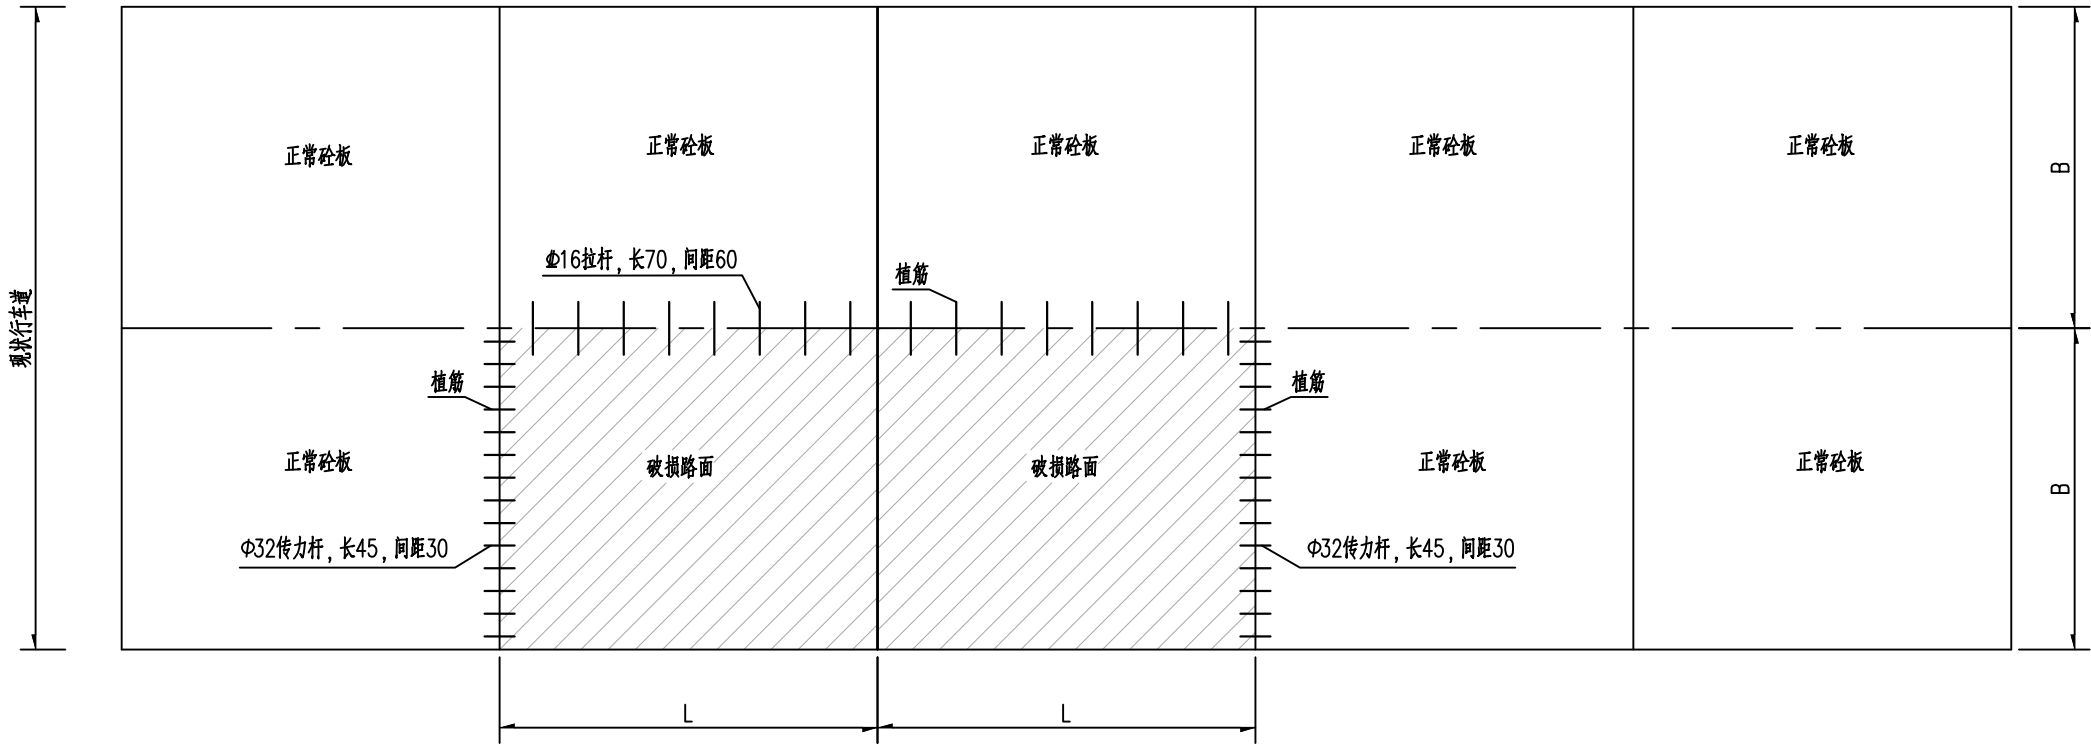 正常砼板
正常砼板
正常砼板
正常砼板
正常砼板
B
Φ16拉杆，长70，间距60
植筋
现状行车道
植筋
植筋
正常砼板
破损路面
破损路面
正常砼板
正常砼板
B
Φ32传力杆，长45，间距30
Φ32传力杆，长45，间距30
L
L